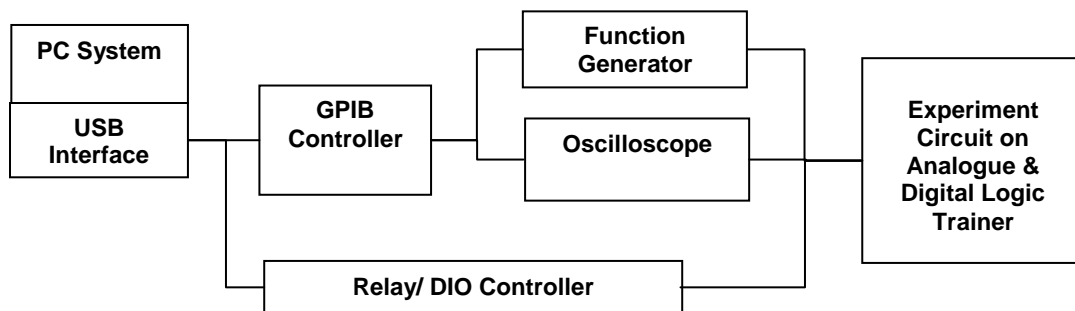 PC System
USB
Interface
GPIB
Controller
Function
Generator
Oscilloscope
Relay/ DIO Controller
Experiment
Circuit on
Analogue &
Digital Logic
Trainer